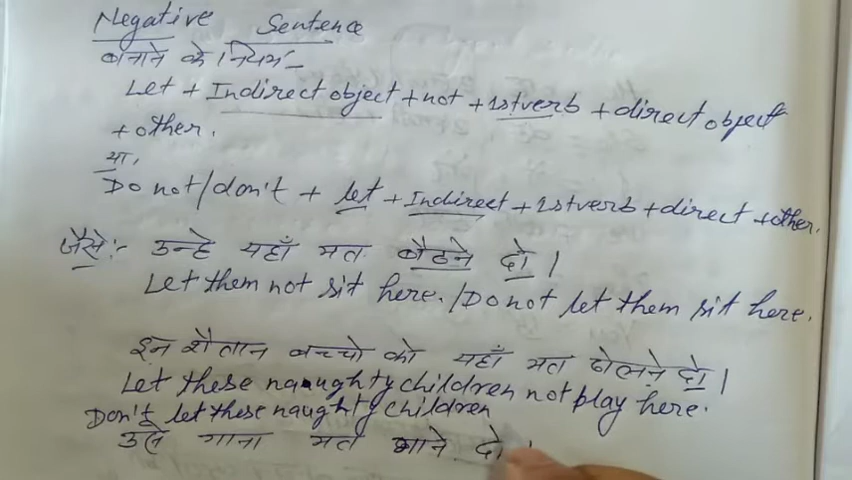 Negative Sentence
बनाने के नियम:-
Let + Indirect object + not + 1st verb + direct object
+ other.
या,
Do not/don't + let + Indirect + 1st verb + direct + other.
जैसे:- उन्हे यहाँ मत बैठने दो।
Let them not sit here. / Do not let them sit here.
इन शैतान बच्चो को यहाँ मत खेलने दो।
Let these naughty children not play here.
Don't let these naughty children
उसे गाना मत गाने दो।